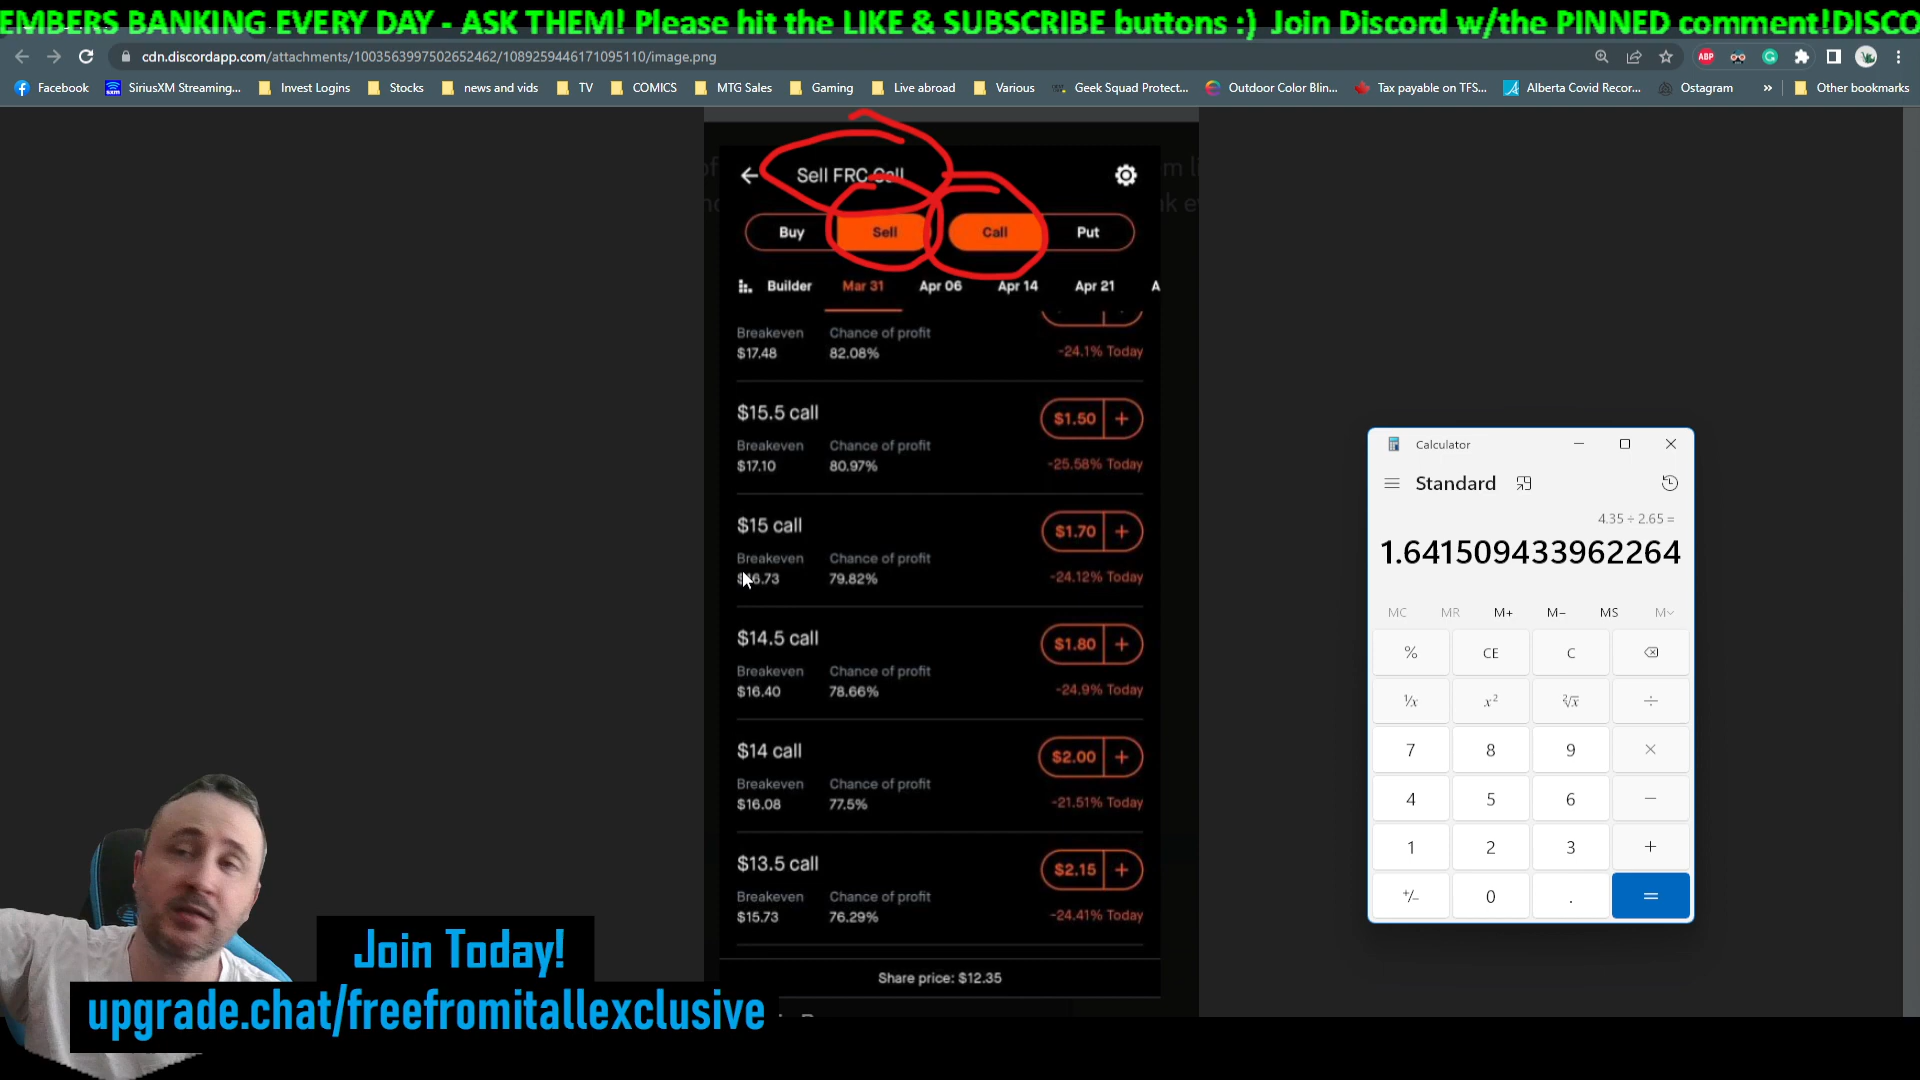 EMBERS BANKING EVERY DAY - ASK THEM! Please hit the LIKE & SUBSCRIBE buttons :) Join Discord w/the PINNED comment!DISCO
cdn.discordapp.com/attachments/1003563997502652462/1089259446171095110/image.png
ABP
Facebook SiriusXM Streaming... Invest Logins Stocks news and vids TV COMICS MTG Sales Gaming Live abroad Various Geek Squad Protect... Outdoor Color Blin... Tax payable on TFS... Alberta Covid Recor... Ostagram » Other bookmarks
Sell FRC Call
Buy Sell Call Put
Builder Mar 31 Apr 06 Apr 14 Apr 21 A
Breakeven Chance of profit
$17.48 82.08% -24.1% Today
$15.5 call $1.50 +
Breakeven Chance of profit
$17.10 80.97% -25.58% Today
$15 call $1.70 +
Breakeven Chance of profit
$16.73 79.82% -24.12% Today
$14.5 call $1.80 +
Breakeven Chance of profit
$16.40 78.66% -24.9% Today
$14 call $2.00 +
Breakeven Chance of profit
$16.08 77.5% -21.51% Today
$13.5 call $2.15 +
Breakeven Chance of profit
$15.73 76.29% -24.41% Today
Share price: $12.35
Calculator
Standard
4.35 ÷ 2.65 =
1.641509433962264
MC MR M+ M− MS M˅
% CE C
¹/x x² ²√x ÷
7 8 9 ×
4 5 6 −
1 2 3 +
+/− 0 . =
Join Today!
upgrade.chat/freefromitallexclusive